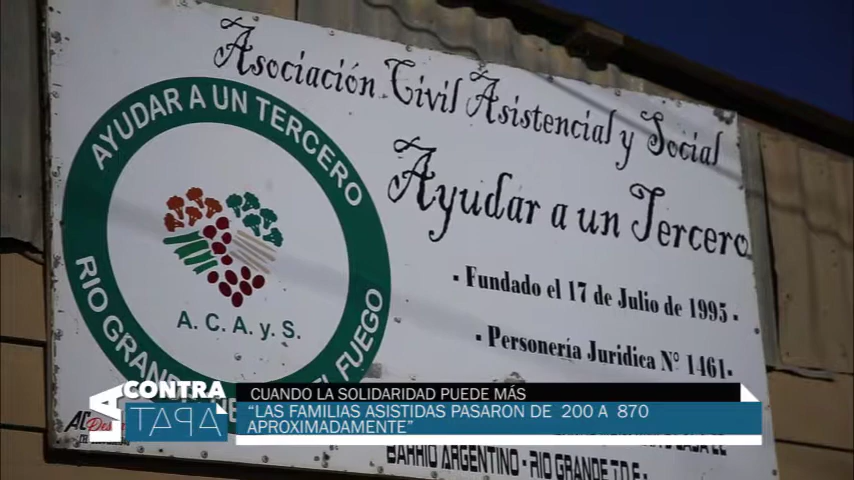 Asociación Civil Asistencial y Social
Ayudar a un Tercero
AYUDAR A UN TERCERO
A.C.A.y S.
RIO GRANDE
EL FUEGO
• Fundado el 17 de Julio de 1995 •
• Personería Juridica Nº 1461 •
CONTRA
TAPA
CUANDO LA SOLIDARIDAD PUEDE MÁS
“LAS FAMILIAS ASISTIDAS PASARON DE 200 A 870
APROXIMADAMENTE”
BARRIO ARGENTINO - RIO GRANDE T.D.F.